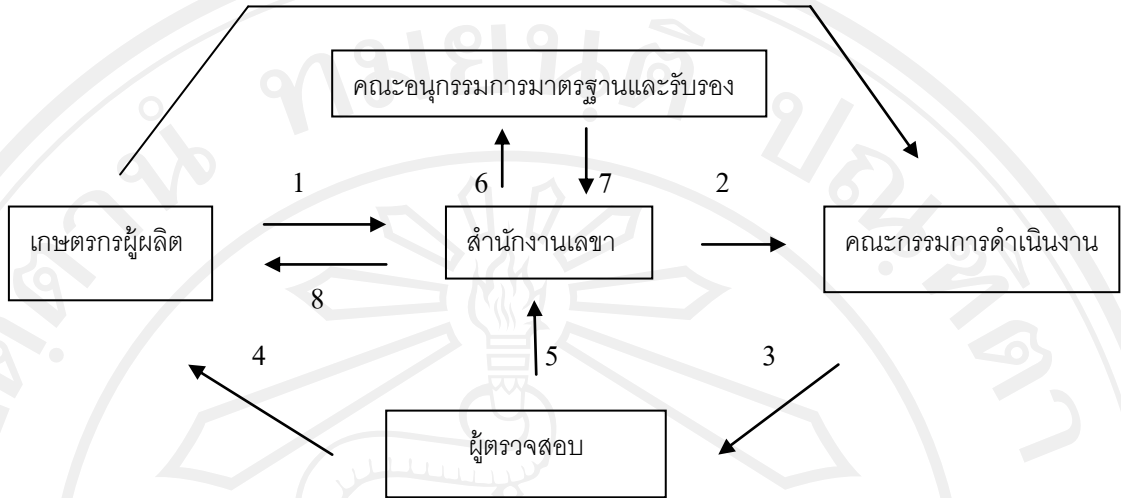 คณะอนุกรรมการมาตรฐานและรับรอง
1
6
7
2
เกษตรกรผู้ผลิต
สำนักงานเลขา
คณะกรรมการดำเนินงาน
8
4
5
3
ผู้ตรวจสอบ